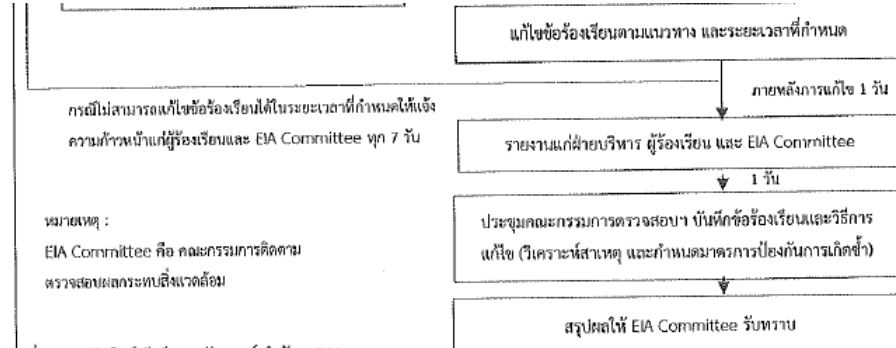 แก้ไขข้อร้องเรียนตามแนวทาง และระยะเวลาที่กำหนด
ภายหลังการแก้ไข 1 วัน
กรณีไม่สามารถแก้ไขข้อร้องเรียนได้ในระยะเวลาที่กำหนดให้แจ้ง
ความก้าวหน้าแก่ผู้ร้องเรียนและ EIA Committee ทุก 7 วัน
รายงานแก่ฝ่ายบริหาร ผู้ร้องเรียน และ EIA Committee
1 วัน
ประชุมคณะกรรมการตรวจสอบฯ บันทึกข้อร้องเรียนและวิธีการ
แก้ไข (วิเคราะห์สาเหตุ และกำหนดมาตรการป้องกันการเกิดซ้ำ)
หมายเหตุ :
EIA Committee คือ คณะกรรมการติดตาม
ตรวจสอบผลกระทบสิ่งแวดล้อม
สรุปผลให้ EIA Committee รับทราบ